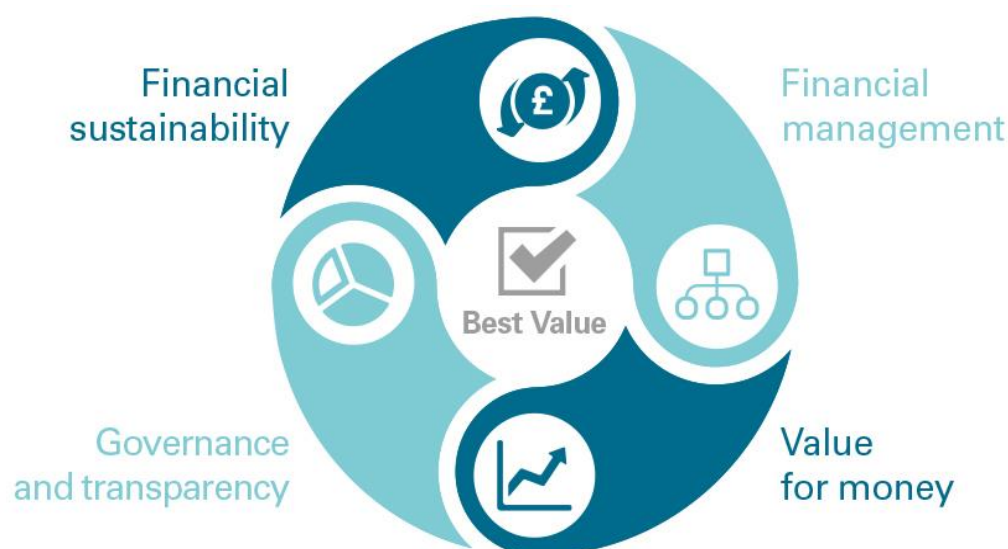 Financial
sustainability
Financial
management
£
Best Value
Governance
and transparency
Value
for money